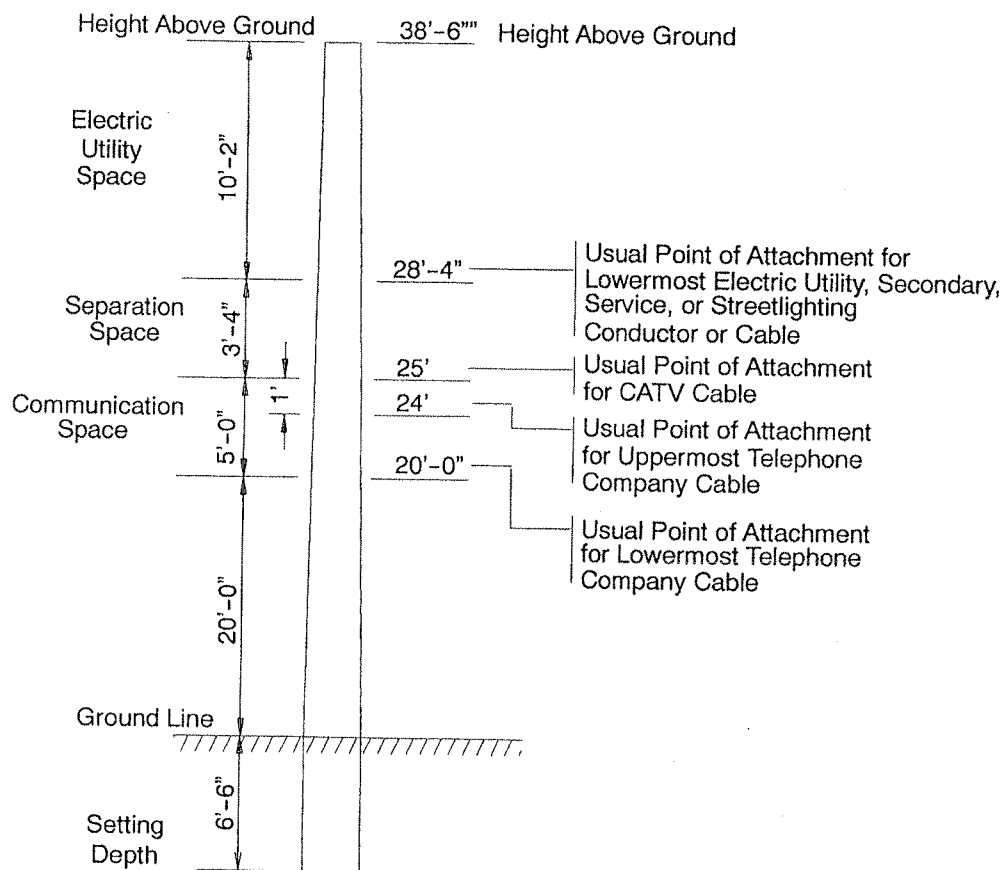 Height Above Ground
38'-6"" Height Above Ground
Electric
Utility
Space
10'-2"
28'-4"
Usual Point of Attachment for
Lowermost Electric Utility, Secondary,
Service, or Streetlighting
Conductor or Cable
Separation
Space
3'-4"
25'
Usual Point of Attachment
for CATV Cable
1'
24'
Communication
Space
5'-0"
Usual Point of Attachment
for Uppermost Telephone
Company Cable
20'-0"
Usual Point of Attachment
for Lowermost Telephone
Company Cable
20'-0"
Ground Line
6'-6"
Setting
Depth